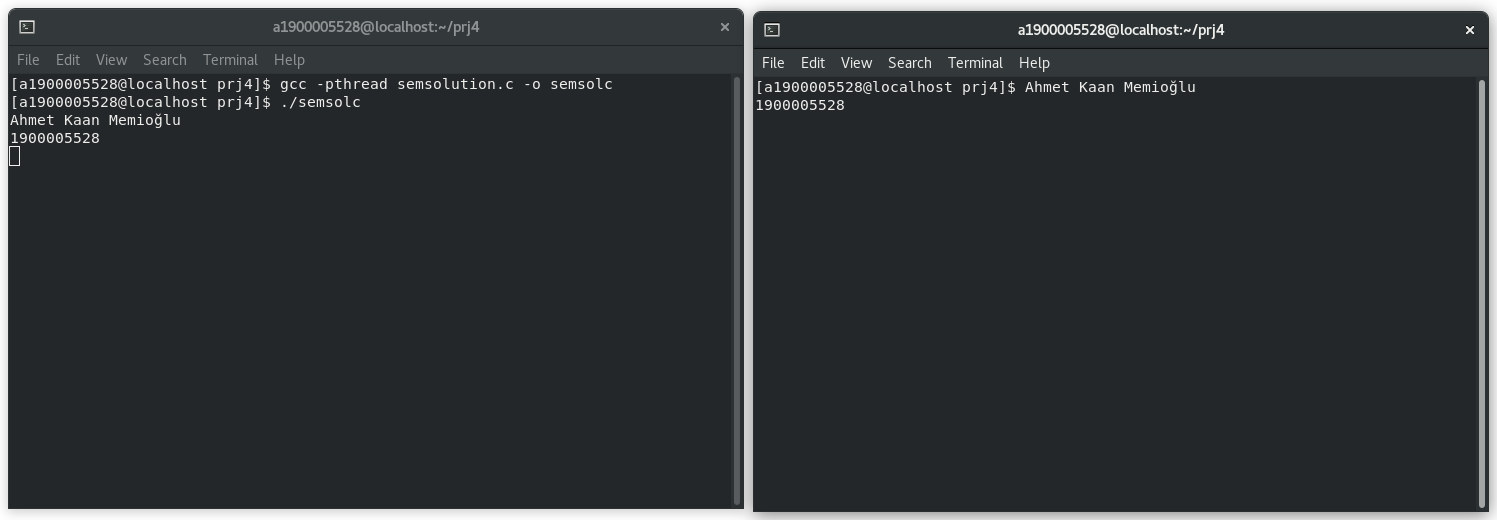 a1900005528@localhost:~/prj4
File Edit View Search Terminal Help
[a1900005528@localhost prj4]$ gcc -pthread semsolution.c -o semsolc
[a1900005528@localhost prj4]$ ./semsolc
Ahmet Kaan Memioğlu
1900005528
a1900005528@localhost:~/prj4
File Edit View Search Terminal Help
[a1900005528@localhost prj4]$ Ahmet Kaan Memioğlu
1900005528